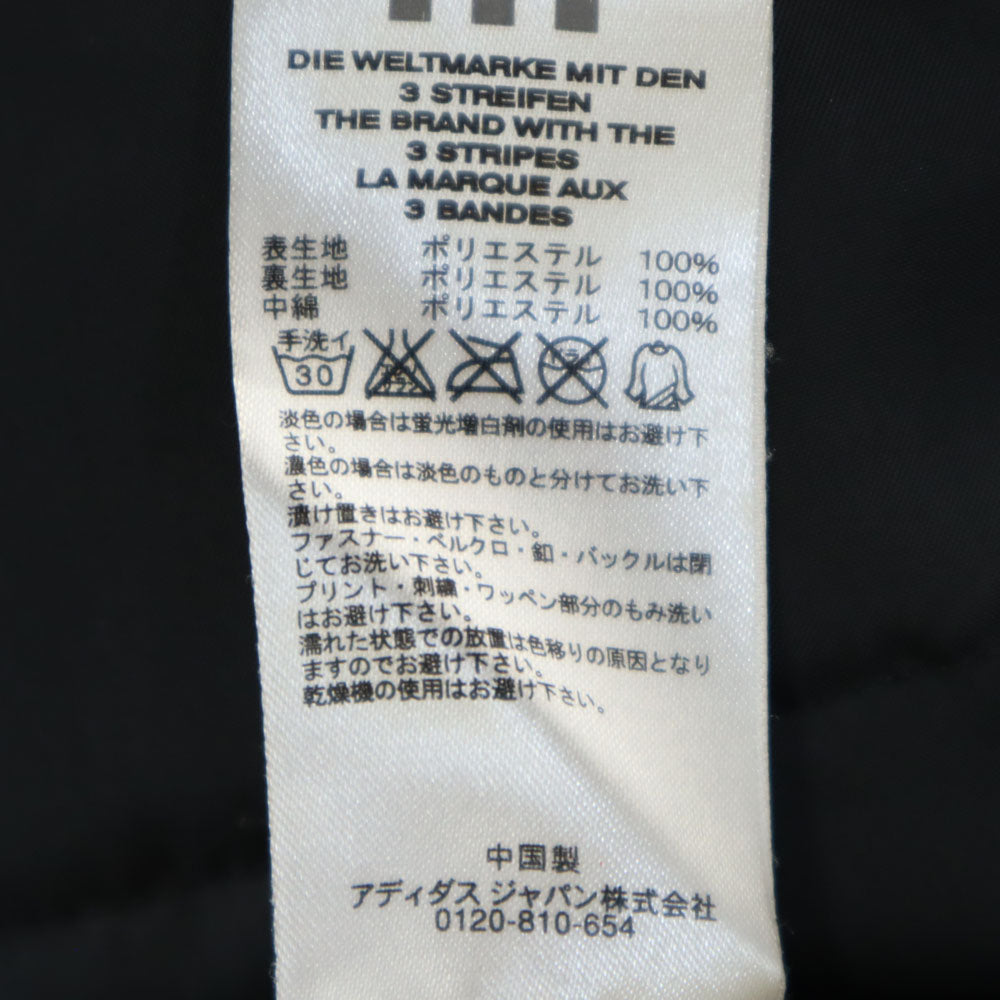 DIE WELTMARKE MIT DEN
3 STREIFEN
THE BRAND WITH THE
3 STRIPES
LA MARQUE AUX
3 BANDES
表生地 ポリエステル 100%
裏生地 ポリエステル 100%
中綿 ポリエステル 100%
手洗イ
30
淡色の場合は蛍光増白剤の使用はお避け下
さい。
濃色の場合は淡色のものと分けてお洗い下
さい。
漬け置きはお避け下さい。
ファスナー・ベルクロ・釦・バックルは閉
じてお洗い下さい。
プリント・刺繍・ワッペン部分のもみ洗い
はお避け下さい。
濡れた状態での放置は色移りの原因となり
ますのでお避け下さい。
乾燥機の使用はお避け下さい。
中国製
アディダス ジャパン株式会社
0120-810-654